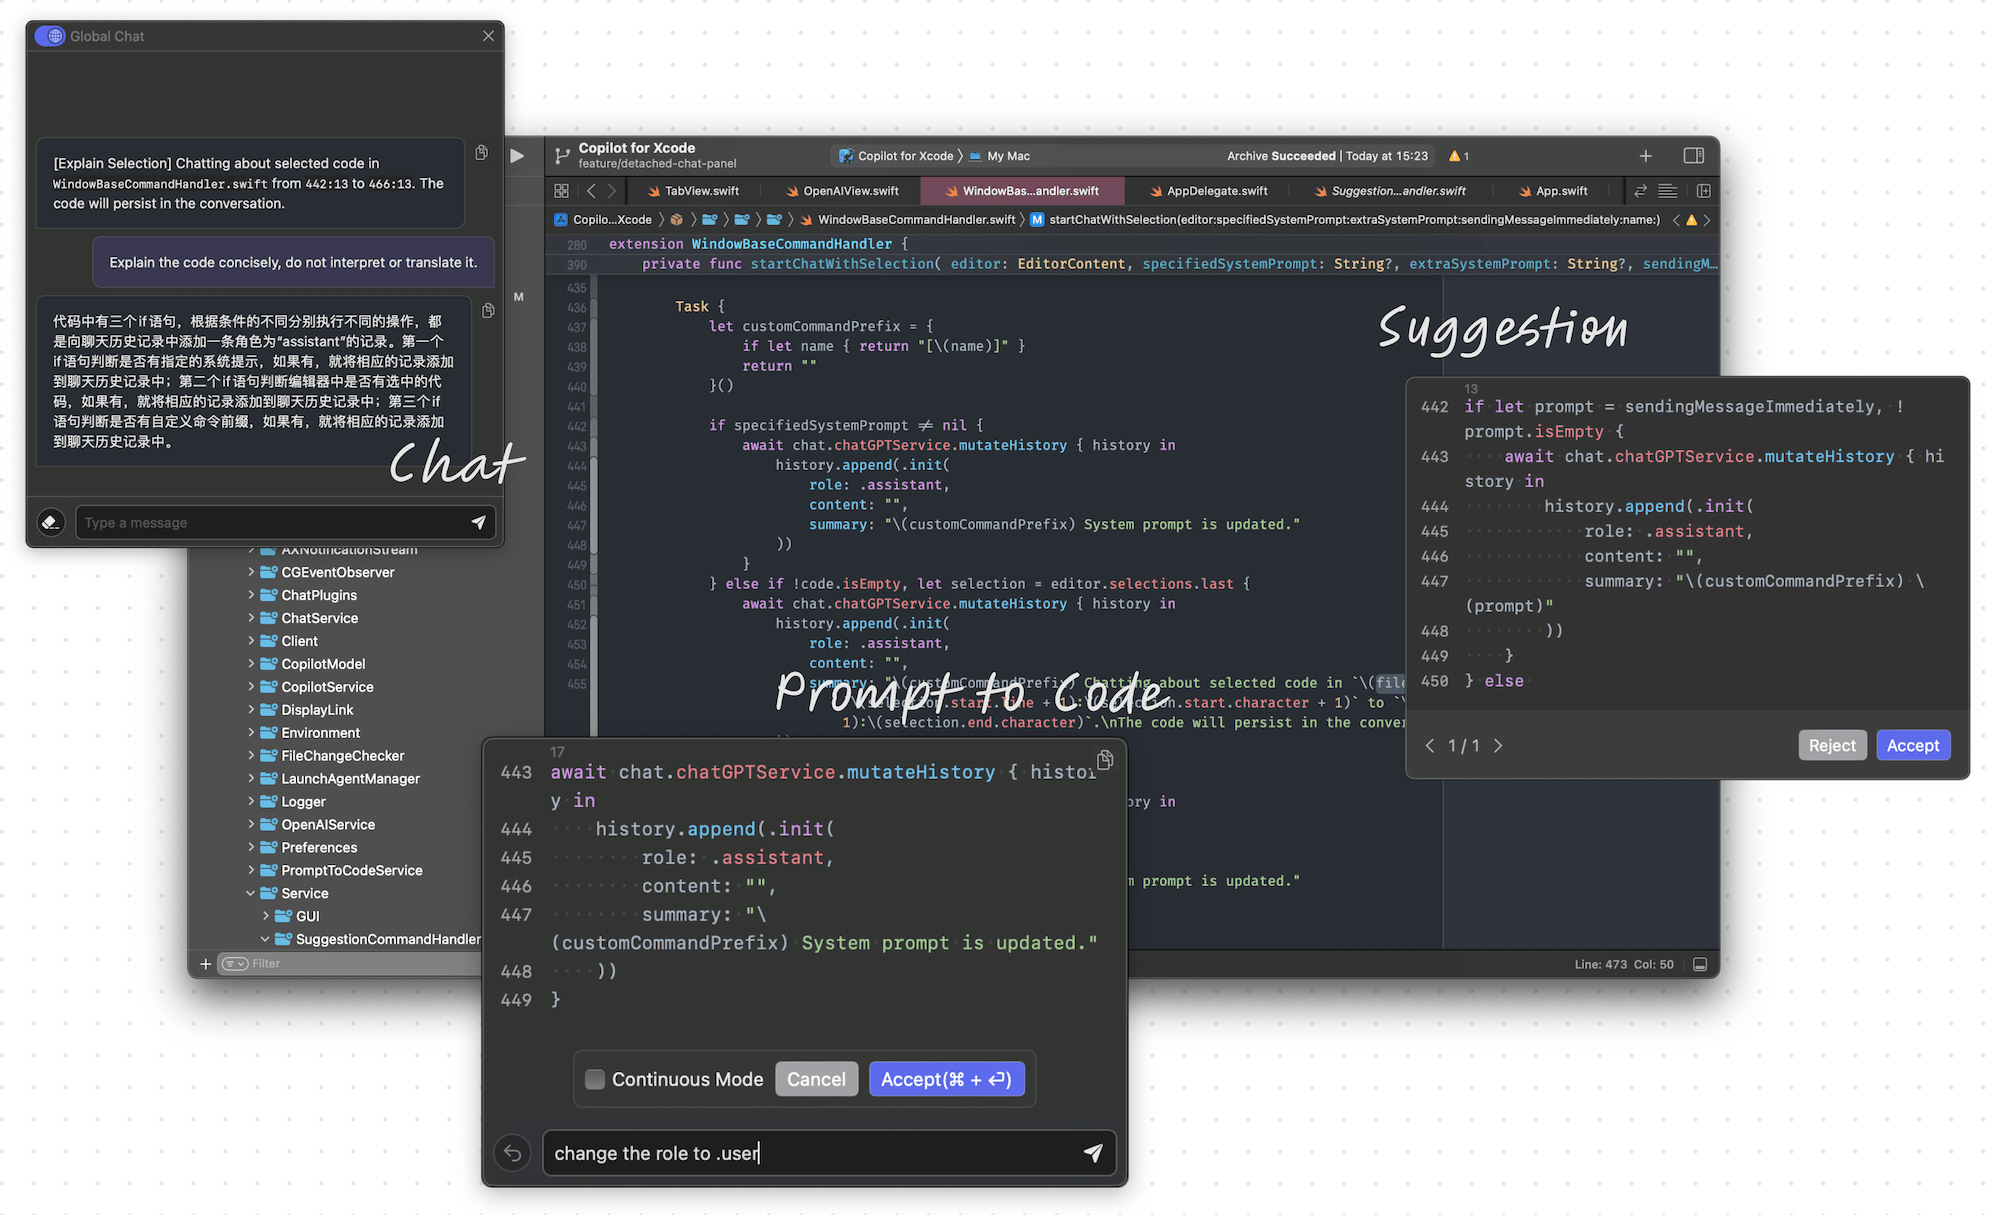 Global Chat
[Explain Selection] Chatting about selected code in
WindowBaseCommandHandler.swift from 442:13 to 466:13. The
code will persist in the conversation.
Explain the code concisely, do not interpret or translate it.
代码中有三个if语句，根据条件的不同分别执行不同的操作，都
是向聊天历史记录中添加一条角色为“assistant”的记录。第一个
if语句判断是否有指定的系统提示，如果有，就将相应的记录添加
到聊天历史记录中；第二个if语句判断编辑器中是否有选中的代
码，如果有，就将相应的记录添加到聊天历史记录中；第三个if
语句判断是否有自定义命令前缀，如果有，就将相应的记录添加
到聊天历史记录中。
Chat
Type a message
M
AXNotificationStream
CGEventObserver
ChatPlugins
ChatService
Client
CopilotModel
CopilotService
DisplayLink
Environment
FileChangeChecker
LaunchAgentManager
Logger
OpenAIService
Preferences
PromptToCodeService
Service
GUI
SuggestionCommandHandler
Filter
Copilot for Xcode
feature/detached-chat-panel
Copilot for Xcode 〉 My Mac
Archive Succeeded | Today at 15:23
1
TabView.swift
OpenAIView.swift
WindowBas...andler.swift
AppDelegate.swift
Suggestion...andler.swift
App.swift
Copilo...Xcode
WindowBaseCommandHandler.swift
M startChatWithSelection(editor:specifiedSystemPrompt:extraSystemPrompt:sendingMessageImmediately:name:)
280 extension WindowBaseCommandHandler {
390 private func startChatWithSelection( editor: EditorContent, specifiedSystemPrompt: String?, extraSystemPrompt: String?, sendingM…
435
436 Task {
437 let customCommandPrefix = {
438 if let name { return "[\(name)]" }
439 return ""
440 }()
441
442 if specifiedSystemPrompt ≠ nil {
443 await chat.chatGPTService.mutateHistory { history in
444 history.append(.init(
445 role: .assistant,
446 content: "",
447 summary: "\(customCommandPrefix) System prompt is updated."
448 ))
449 }
450 } else if !code.isEmpty, let selection = editor.selections.last {
451 await chat.chatGPTService.mutateHistory { history in
452 history.append(.init(
453 role: .assistant,
454 content: "",
455 summary: "\(customCommandPrefix) Chatting about selected code in `\(file
\(selection.start.line + 1):\(selection.start.character + 1)` to `\
1):\(selection.end.character)`.\nThe code will persist in the conver
ory in
m prompt is updated."
Line: 473 Col: 50
Suggestion
13
442 if let prompt = sendingMessageImmediately, !
prompt.isEmpty {
443 await chat.chatGPTService.mutateHistory { hi
story in
444 history.append(.init(
445 role: .assistant,
446 content: "",
447 summary: "\(customCommandPrefix) \
(prompt)"
448 ))
449 }
450 } else
1 / 1
Reject
Accept
Prompt to Code
17
443 await chat.chatGPTService.mutateHistory { histor
y in
444 history.append(.init(
445 role: .assistant,
446 content: "",
447 summary: "\
(customCommandPrefix) System prompt is updated."
448 ))
449 }
Continuous Mode
Cancel
Accept(⌘ + ⏎)
change the role to .user